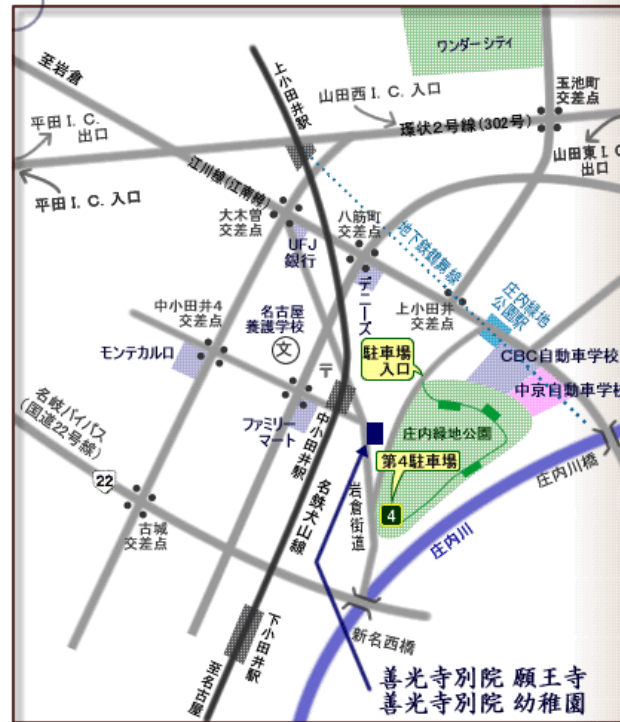 ワンダーシティ
至岩倉
上小田井駅
山田西I.C. 入口
玉池町
交差点
平田I.C.
出口
環状2号線(302号)
山田東I.C.
出口
平田I.C. 入口
江川線(江南線)
大木曽
交差点
八筋町
交差点
地下鉄鶴舞線
UFJ
銀行
デニーズ
上小田井
交差点
庄内緑地
公園駅
中小田井4
交差点
名古屋
養護学校
文
モンテカルロ
〒
駐車場
入口
CBC自動車学校
中京自動車学校
名岐バイパス
(国道22号線)
ファミリー
マート
中小田井駅
庄内緑地公園
第4駐車場
4
庄内川橋
22
古城
交差点
名鉄犬山線
岩倉街道
庄内川
下小田井駅
新名西橋
至名古屋
善光寺別院 願王寺
善光寺別院 幼稚園